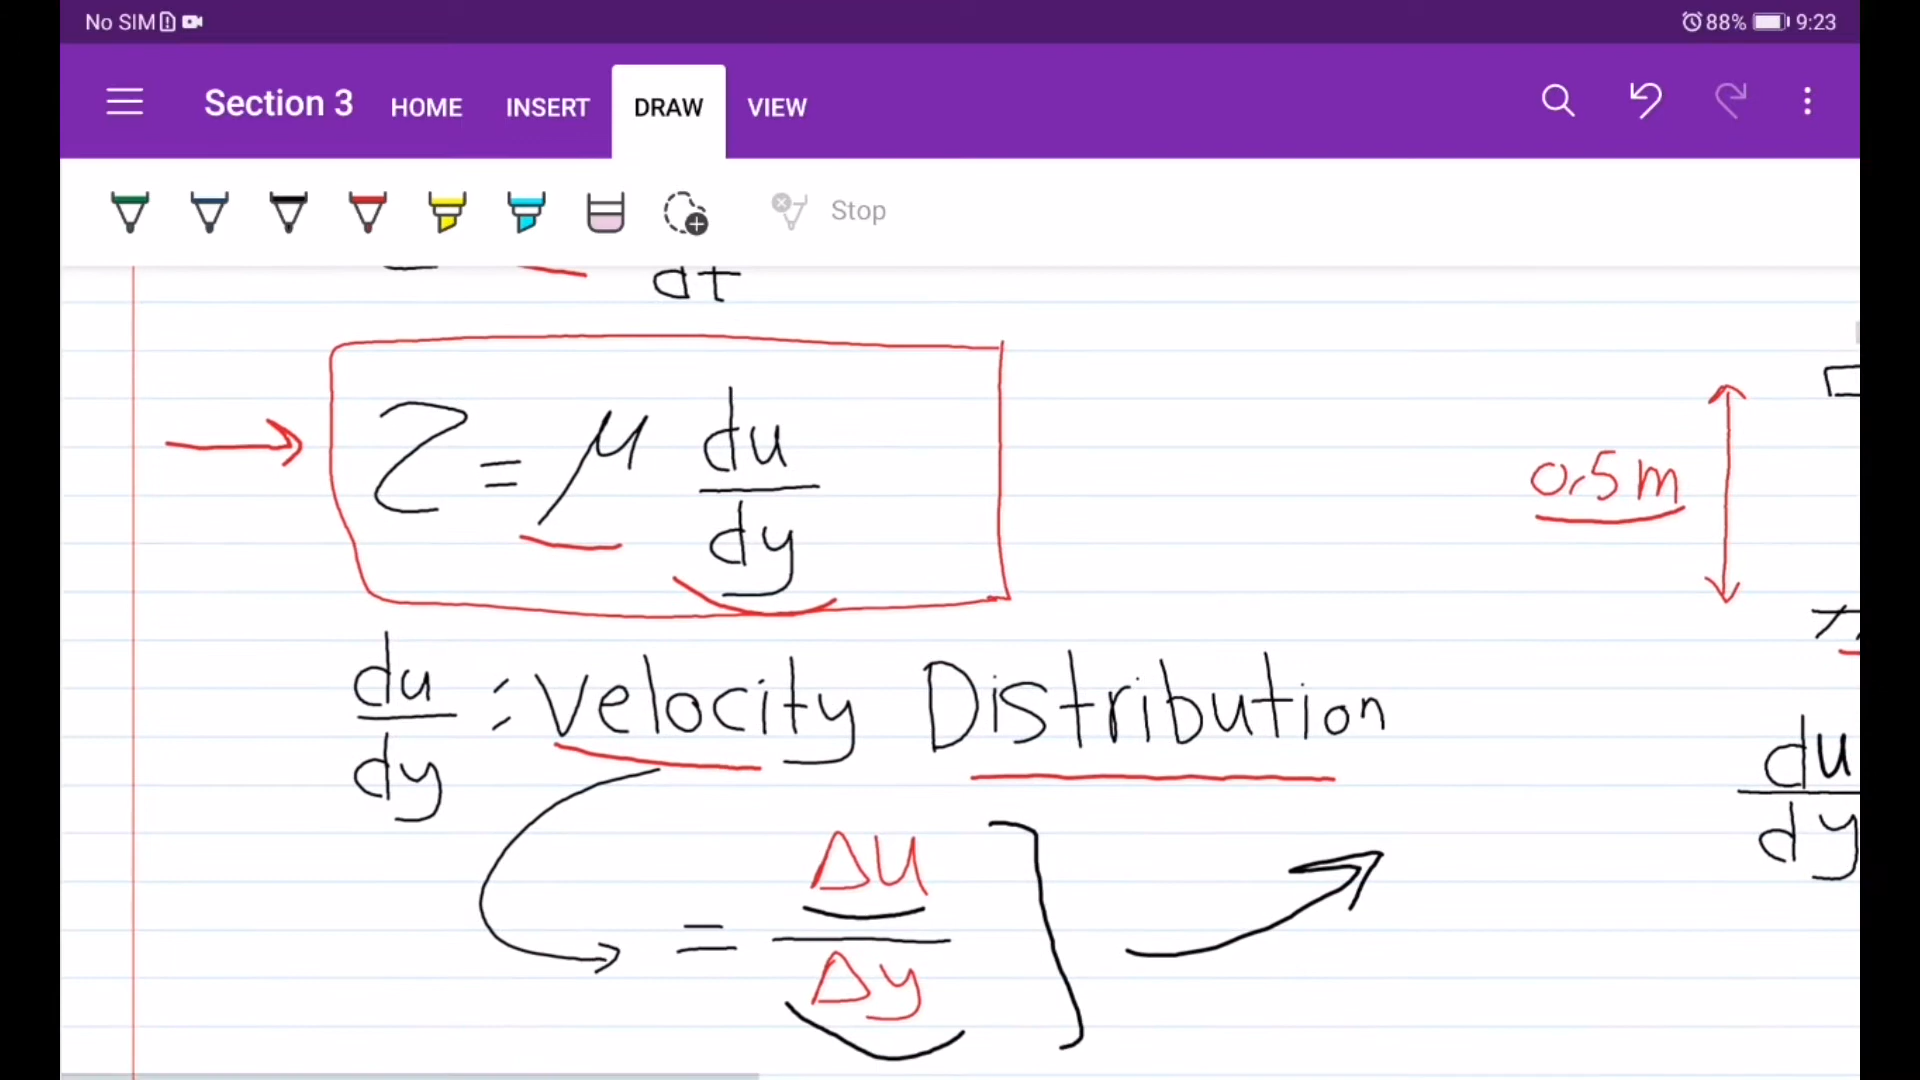 No SIM 88% 9:23
Section 3 HOME INSERT DRAW VIEW
Stop
dt
τ = μ du/dy
0.5 m
du/dy : Velocity Distribution
= Δu/Δy
du/dy